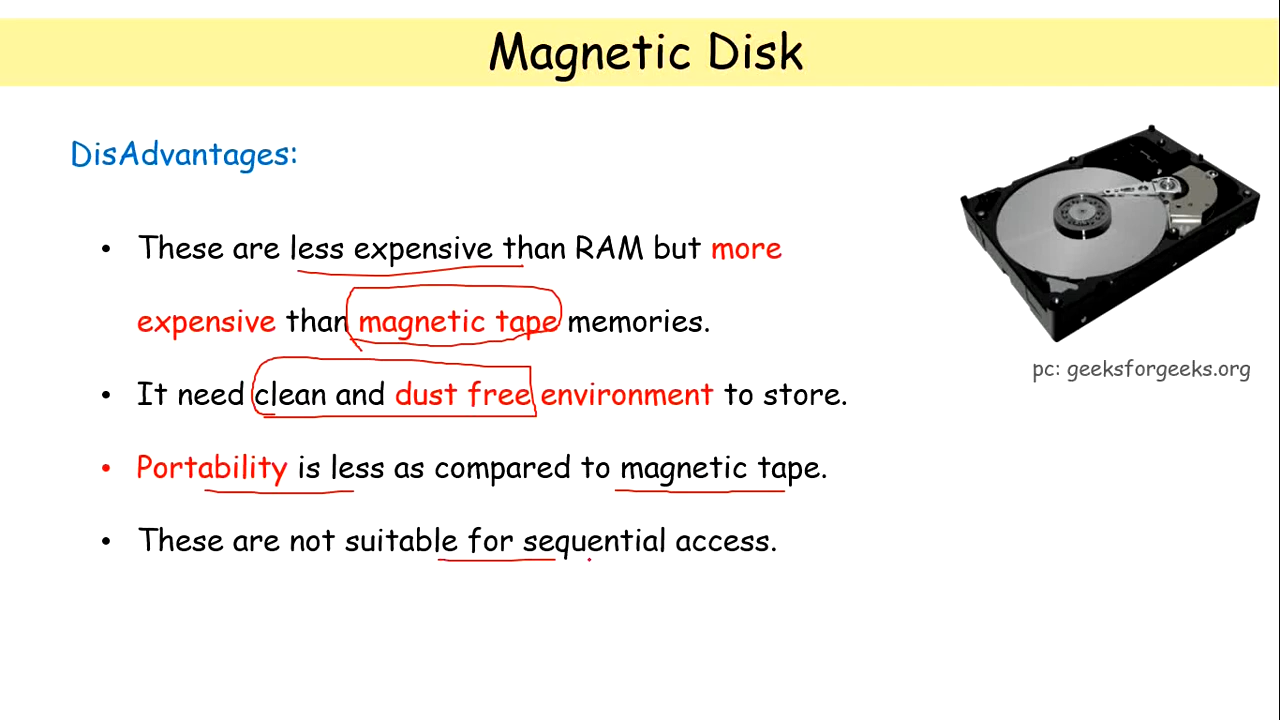 Magnetic Disk
DisAdvantages:
• These are less expensive than RAM but more
expensive than magnetic tape memories.
• It need clean and dust free environment to store.
• Portability is less as compared to magnetic tape.
• These are not suitable for sequential access.
pc: geeksforgeeks.org